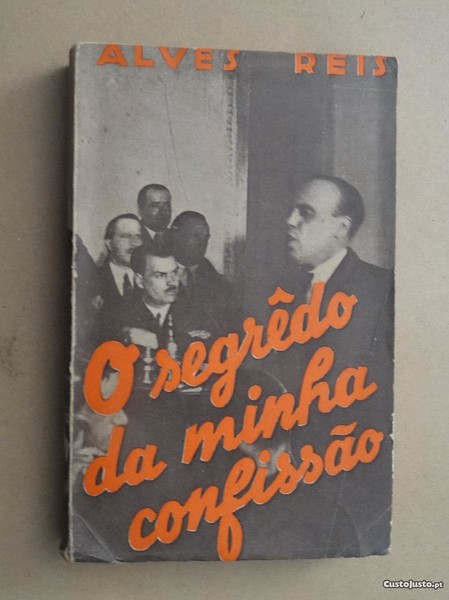 ALVES REIS
O segrêdo
da minha
confissão
CustoJusto.pt